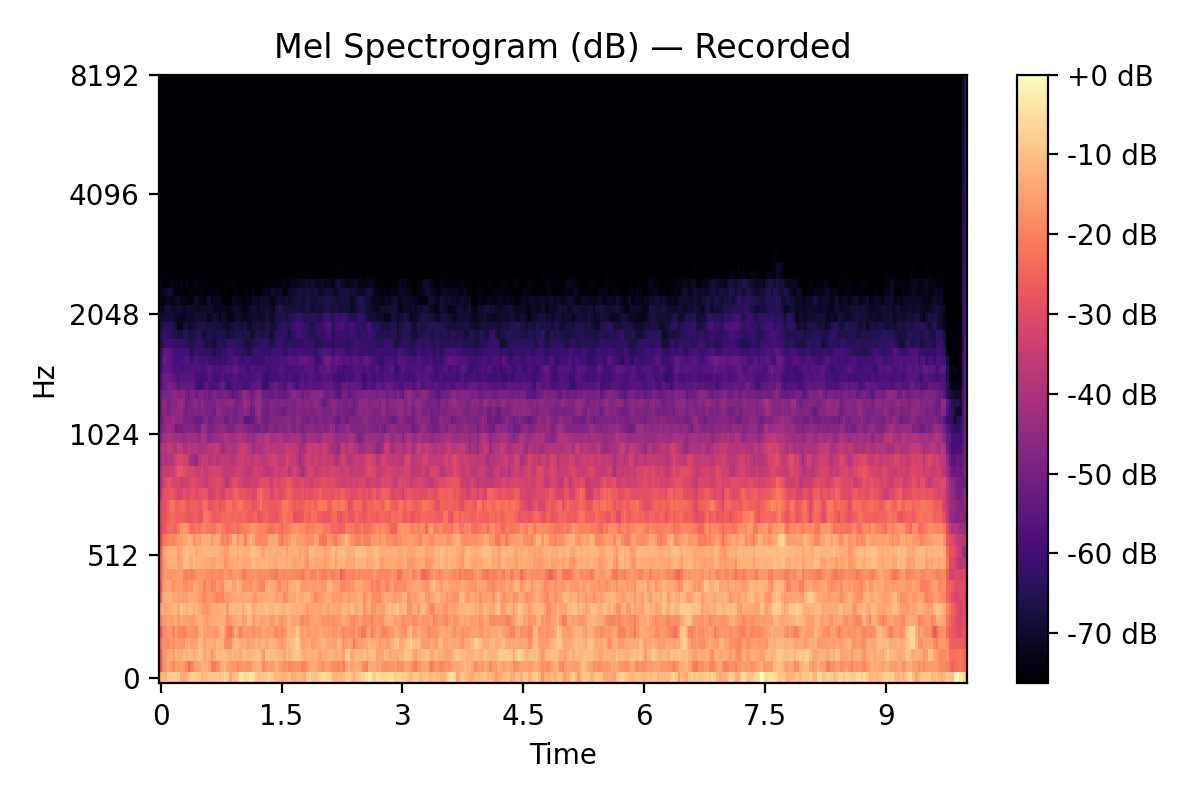 Mel Spectrogram (dB) — Recorded
8192
4096
2048
1024
512
0
Hz
0 1.5 3 4.5 6 7.5 9
Time
+0 dB
-10 dB
-20 dB
-30 dB
-40 dB
-50 dB
-60 dB
-70 dB